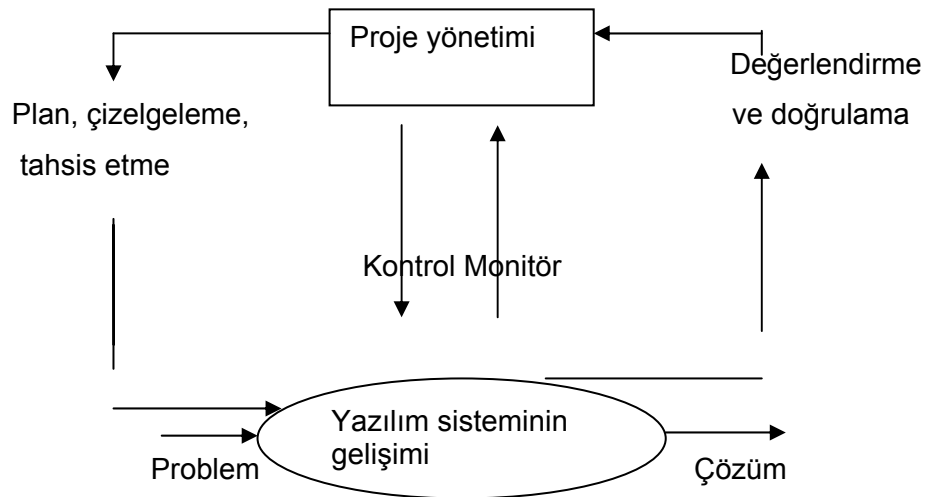 Proje yönetimi
Değerlendirme
ve doğrulama
Plan, çizelgeleme,
tahsis etme
Kontrol Monitör
Yazılım sisteminin
gelişimi
Problem
Çözüm